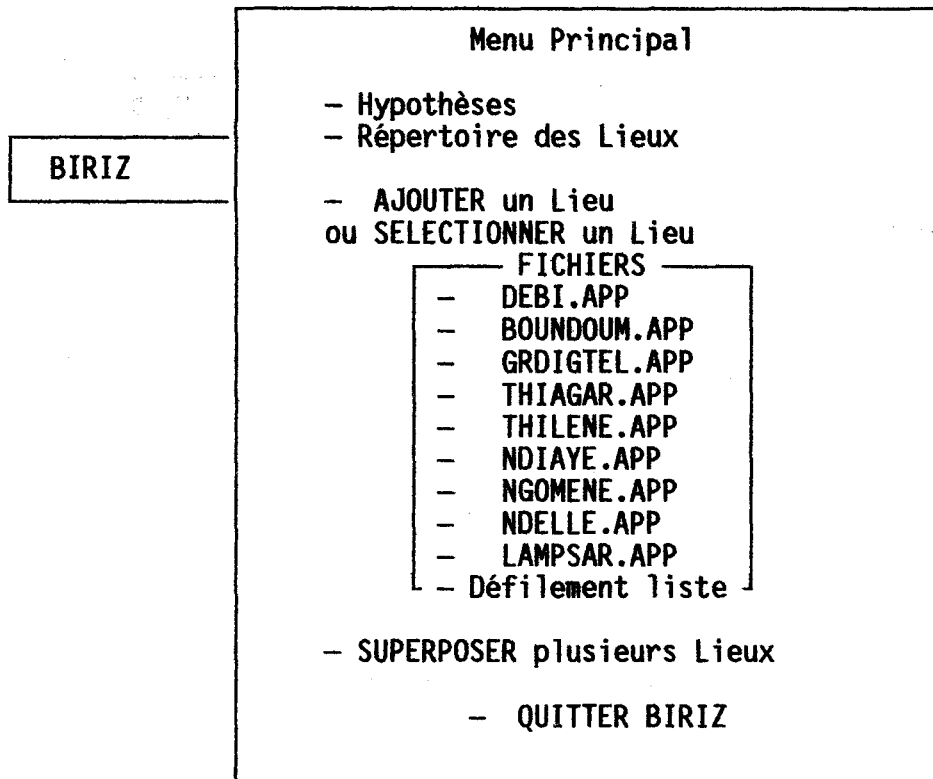 Menu Principal
– Hypothèses
– Répertoire des Lieux
BIRIZ
– AJOUTER un Lieu
ou SELECTIONNER un Lieu
FICHIERS
– DEBI.APP
– BOUNDOUM.APP
– GRDIGTEL.APP
– THIAGAR.APP
– THILENE.APP
– NDIAYE.APP
– NGOMENE.APP
– NDELLE.APP
– LAMPSAR.APP
– Défilement liste
– SUPERPOSER plusieurs Lieux
– QUITTER BIRIZ